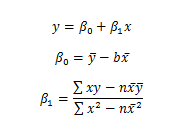 y = β₀ + β₁x
β₀ = ȳ − bx̄
β₁ = (∑ xy − nx̄ȳ) / (∑ x² − nx̄²)